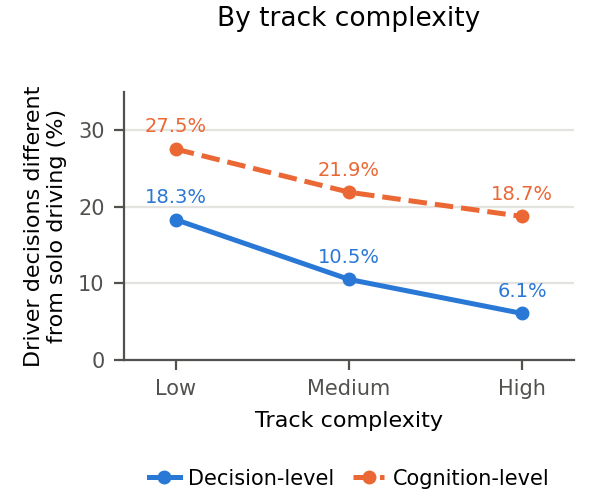 By track complexity
Driver decisions different
from solo driving (%)
30
20
10
0
27.5%
21.9%
18.7%
18.3%
10.5%
6.1%
Low Medium High
Track complexity
Decision-level Cognition-level